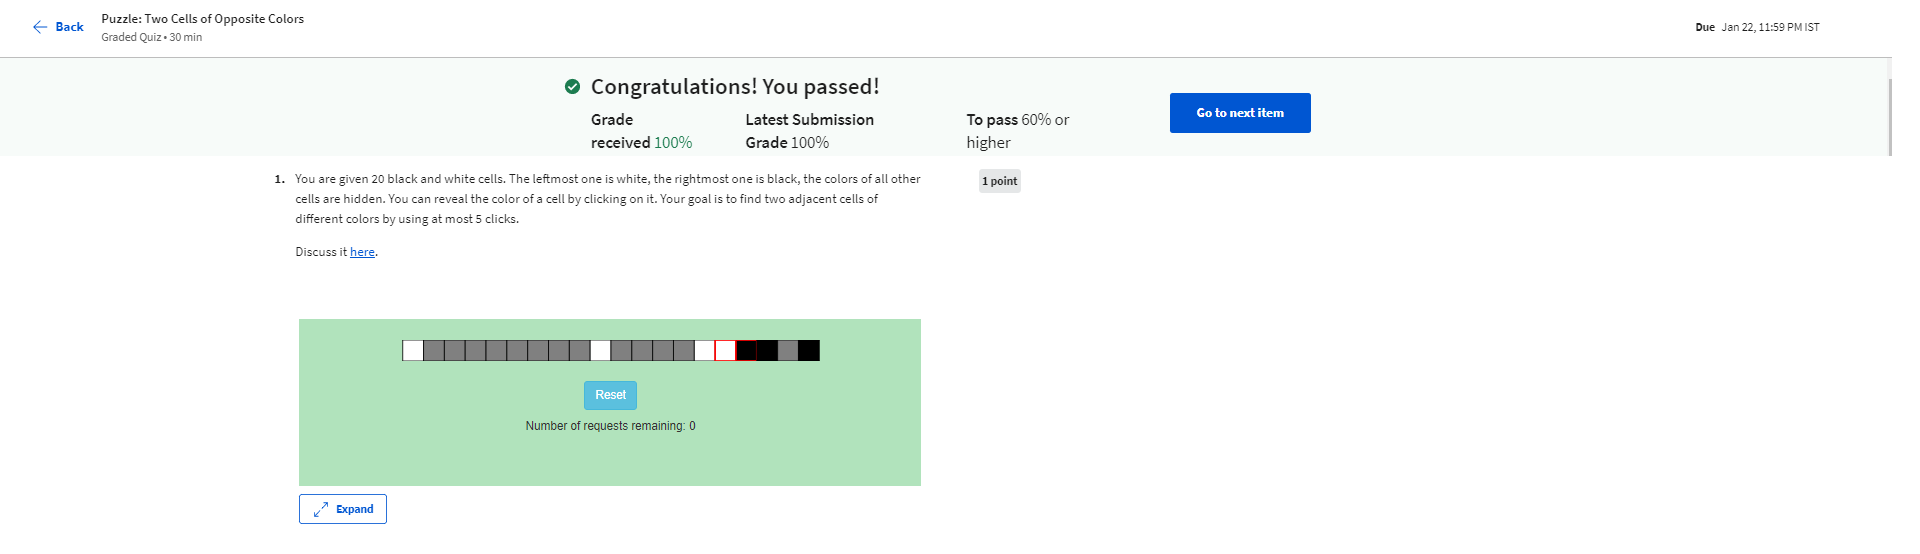 Back
Puzzle: Two Cells of Opposite Colors
Graded Quiz • 30 min
Due Jan 22, 11:59 PM IST
Congratulations! You passed!
Grade received 100%
Latest Submission Grade 100%
To pass 60% or higher
Go to next item
1. You are given 20 black and white cells. The leftmost one is white, the rightmost one is black, the colors of all other
cells are hidden. You can reveal the color of a cell by clicking on it. Your goal is to find two adjacent cells of
different colors by using at most 5 clicks.
1 point
Discuss it here.
Reset
Number of requests remaining: 0
Expand